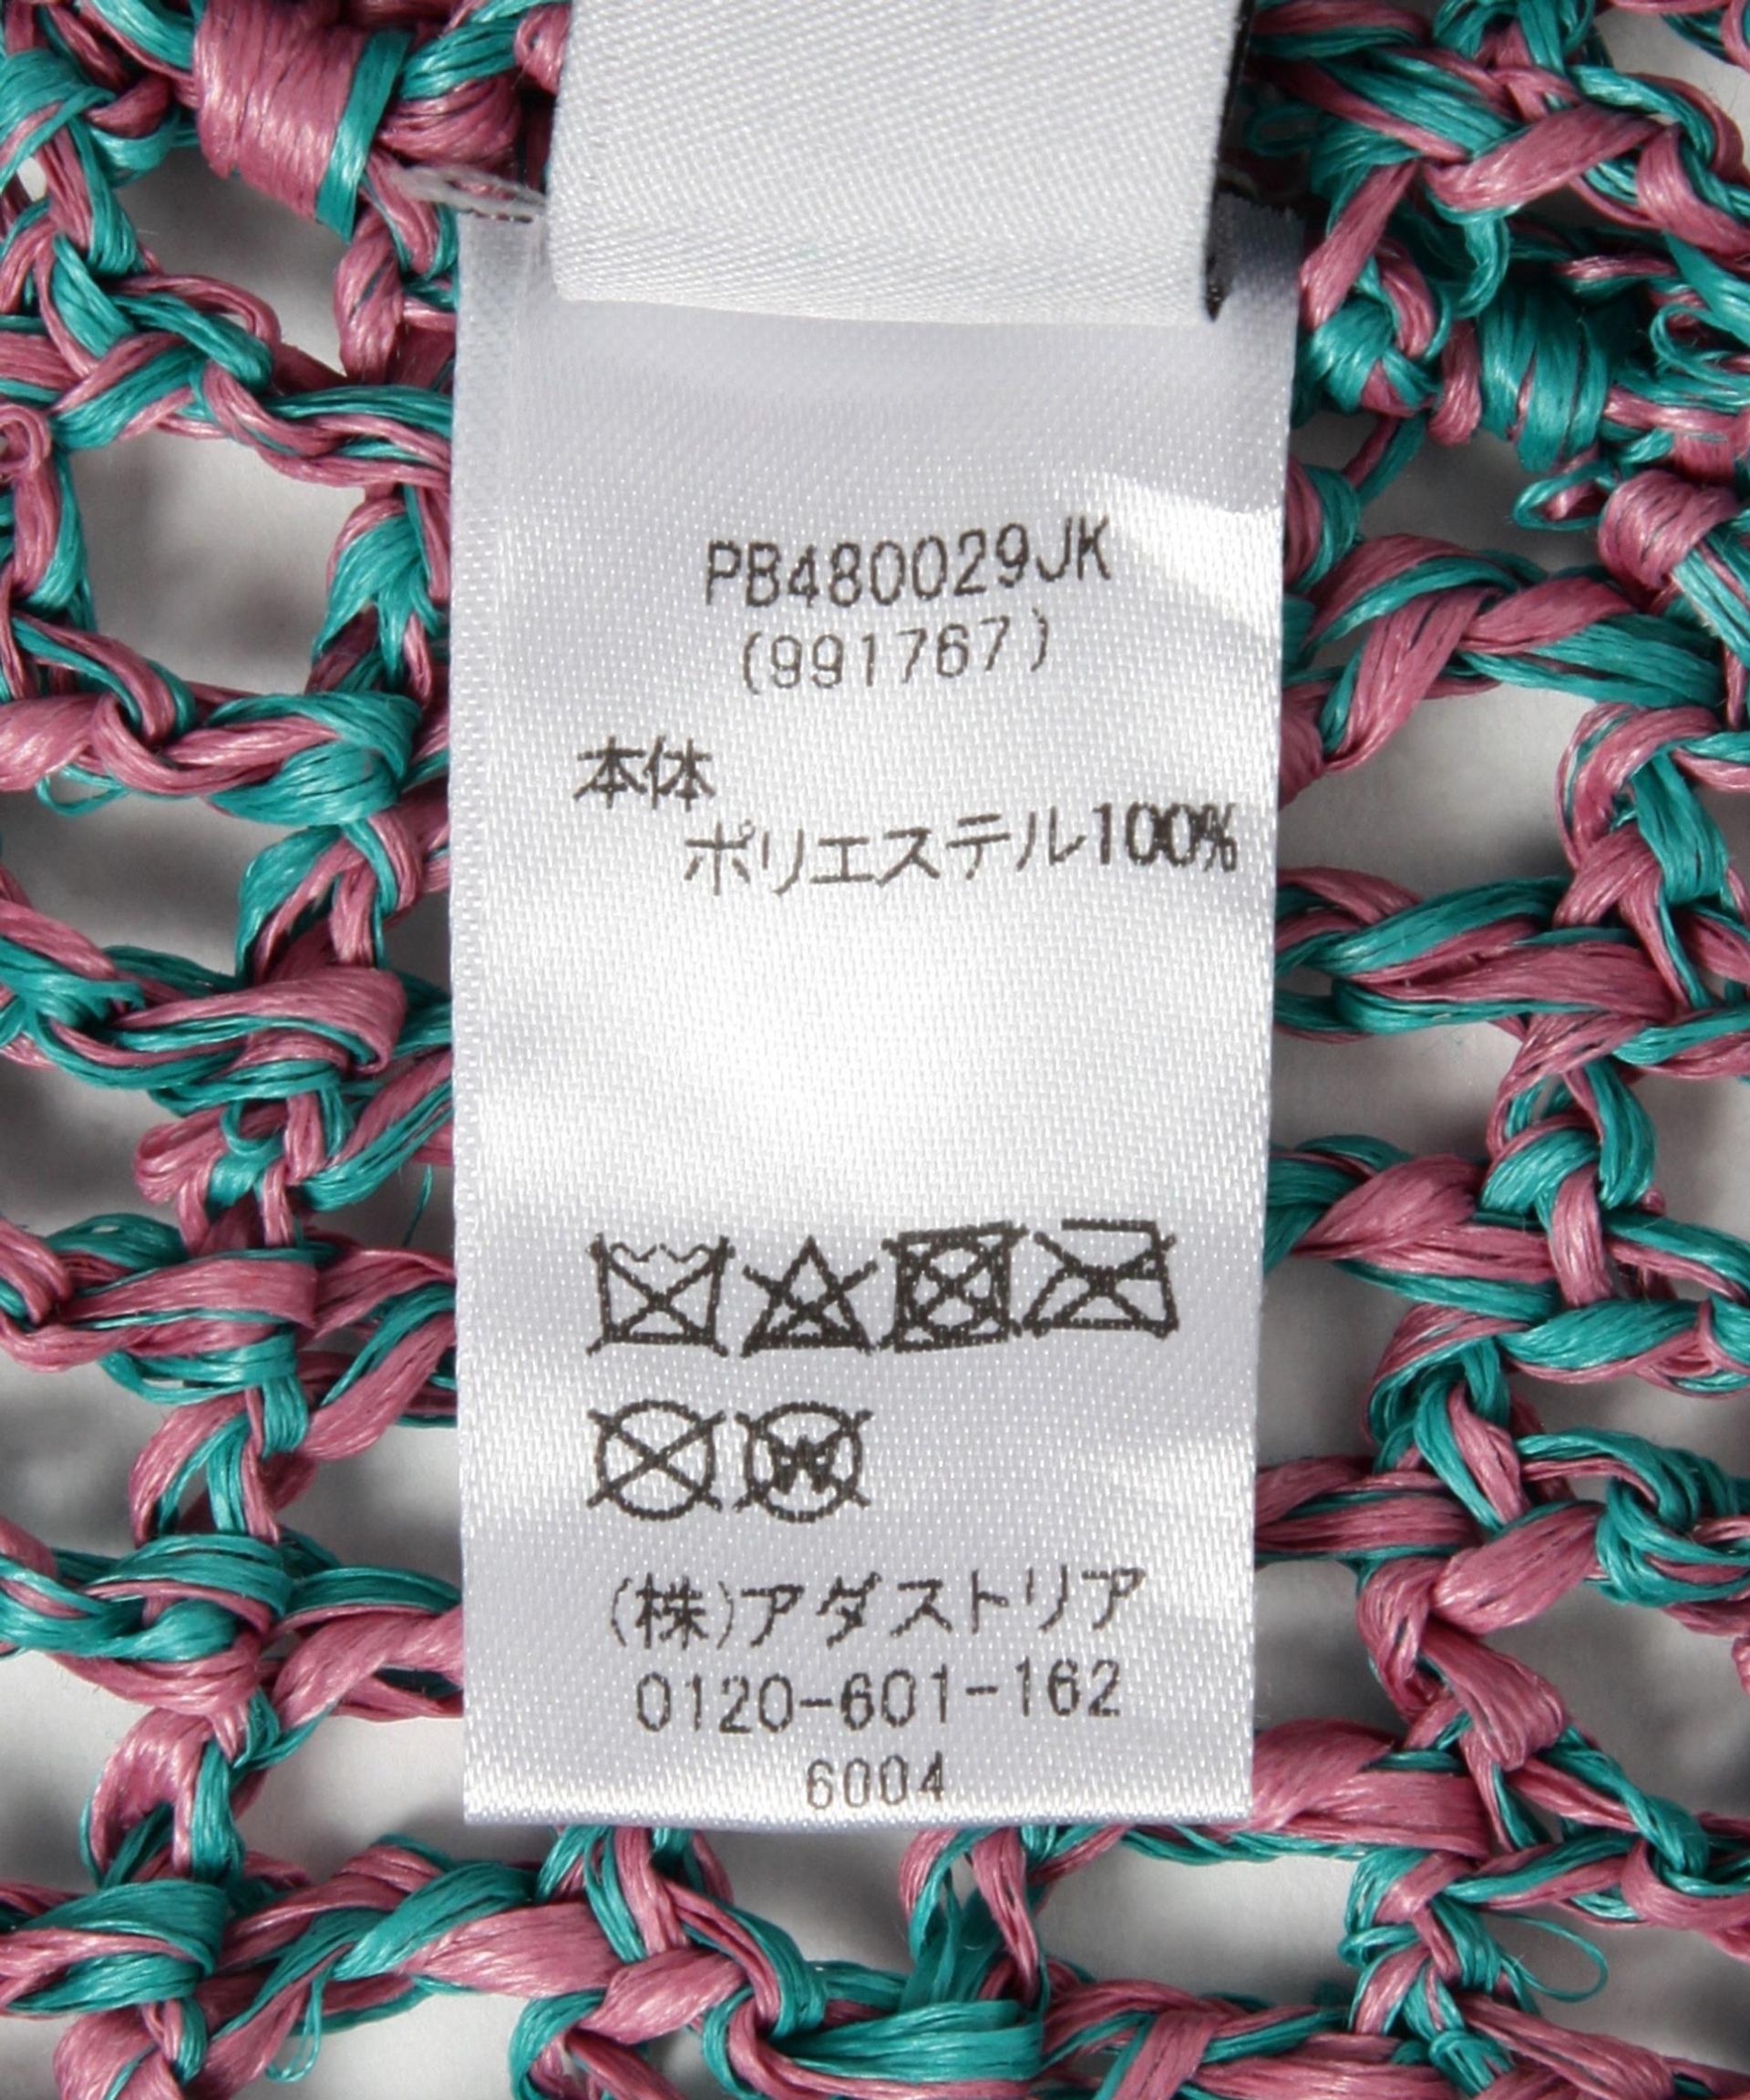 PB480029JK
(991767)
本体
ポリエステル100%
W
(株)アダストリア
0120-601-162
6004